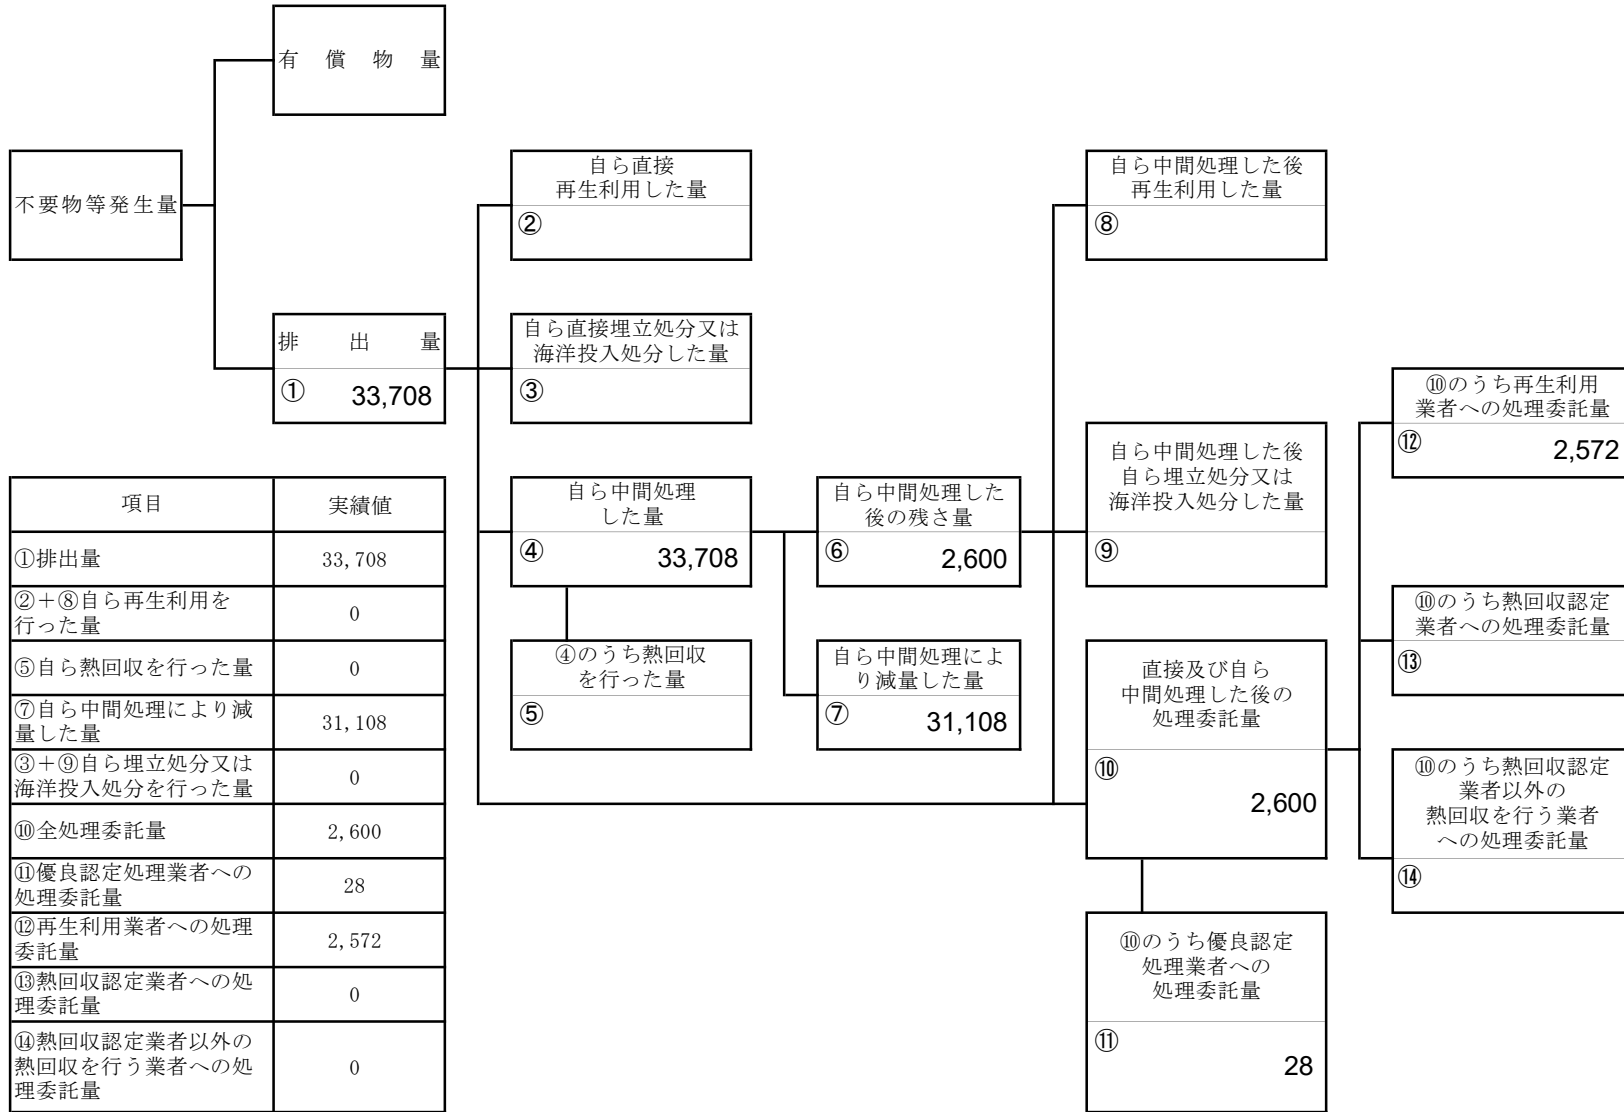 有償物量
不要物等発生量
排出量
① 33,708
自ら直接
再生利用した量
②
自ら直接埋立処分又は
海洋投入処分した量
③
自ら中間処理
した量
④ 33,708
④のうち熱回収
を行った量
⑤
自ら中間処理した
後の残さ量
⑥ 2,600
自ら中間処理によ
り減量した量
⑦ 31,108
自ら中間処理した後
再生利用した量
⑧
自ら中間処理した後
自ら埋立処分又は
海洋投入処分した量
⑨
直接及び自ら
中間処理した後の
処理委託量
⑩
2,600
⑩のうち優良認定
処理業者への
処理委託量
⑪
28
⑩のうち再生利用
業者への処理委託量
⑫ 2,572
⑩のうち熱回収認定
業者への処理委託量
⑬
⑩のうち熱回収認定
業者以外の
熱回収を行う業者
への処理委託量
⑭
項目 実績値
①排出量 33,708
②＋⑧自ら再生利用を
行った量 0
⑤自ら熱回収を行った量 0
⑦自ら中間処理により減
量した量 31,108
③＋⑨自ら埋立処分又は
海洋投入処分を行った量 0
⑩全処理委託量 2,600
⑪優良認定処理業者への
処理委託量 28
⑫再生利用業者への処理
委託量 2,572
⑬熱回収認定業者への処
理委託量 0
⑭熱回収認定業者以外の
熱回収を行う業者への処
理委託量 0